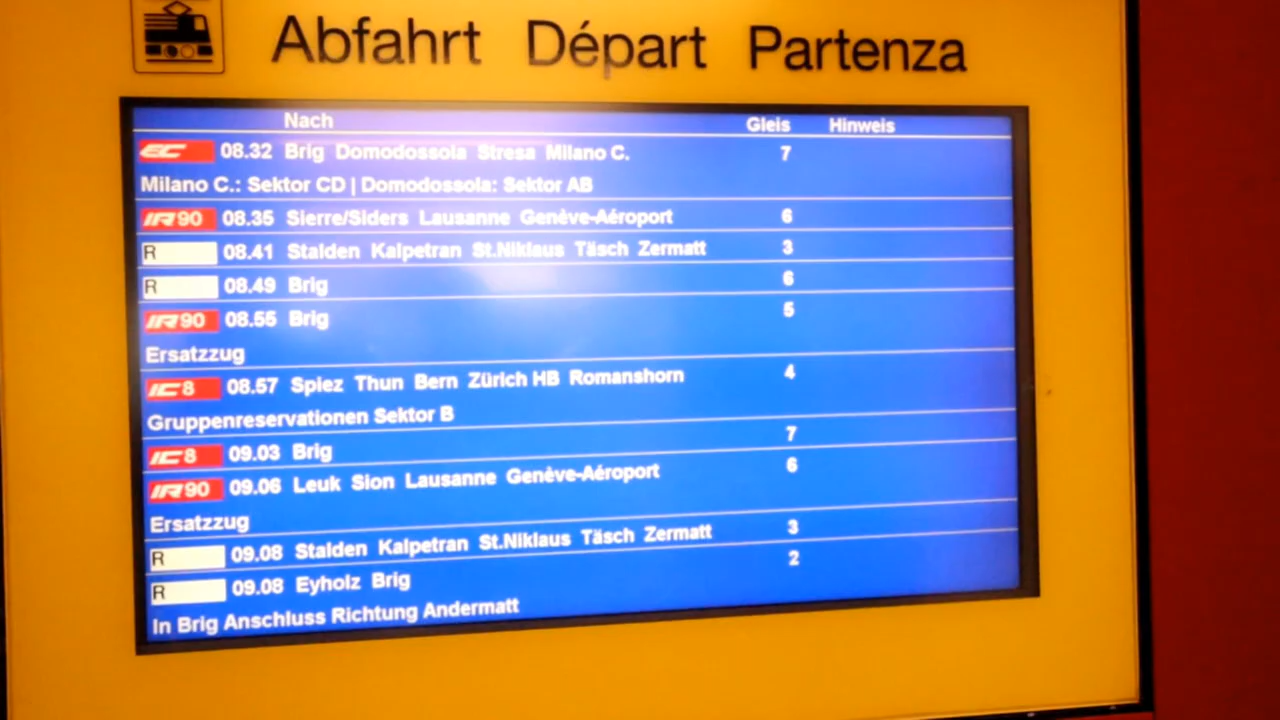 Abfahrt Départ Partenza
Nach Gleis Hinweis
EC 08.32 Brig Domodossola Stresa Milano C. 7
Milano C.: Sektor CD | Domodossola: Sektor AB
IR90 08.35 Sierre/Siders Lausanne Genève-Aéroport 6
R 08.41 Stalden Kalpetran St.Niklaus Täsch Zermatt 3
R 08.49 Brig 6
IR90 08.55 Brig 5
Ersatzzug
IC8 08.57 Spiez Thun Bern Zürich HB Romanshorn 4
Gruppenreservationen Sektor B
IC8 09.03 Brig 7
IR90 09.06 Leuk Sion Lausanne Genève-Aéroport 6
Ersatzzug
R 09.08 Stalden Kalpetran St.Niklaus Täsch Zermatt 3
R 09.08 Eyholz Brig 2
In Brig Anschluss Richtung Andermatt